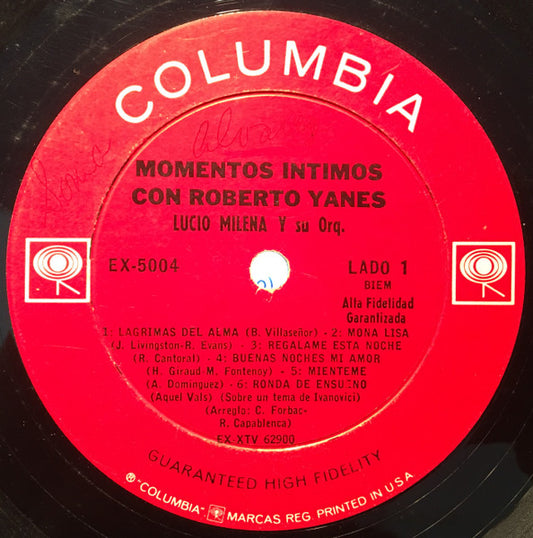 COLUMBIA
Sonia Alvarez
MOMENTOS INTIMOS
CON ROBERTO YANES
LUCIO MILENA Y su Orq.
EX-5004
LADO 1
BIEM
Alta Fidelidad
Garantizada
1: LAGRIMAS DEL ALMA (B. Villaseñor) - 2: MONA LISA
(J. Livingston-R. Evans) - 3: REGALAME ESTA NOCHE
(R. Cantoral) - 4: BUENAS NOCHES MI AMOR
(H. Giraud-M. Fontenoy) - 5: MIENTEME
(A. Dominguez) - 6: RONDA DE ENSUEÑO
(Aquel Vals) (Sobre un tema de Ivanovici)
(Arreglo: C. Forbac-
R. Capablenca)
EX-XTV 62900
GUARANTEED HIGH FIDELITY
® "COLUMBIA" MARCAS REG. PRINTED IN U.S.A